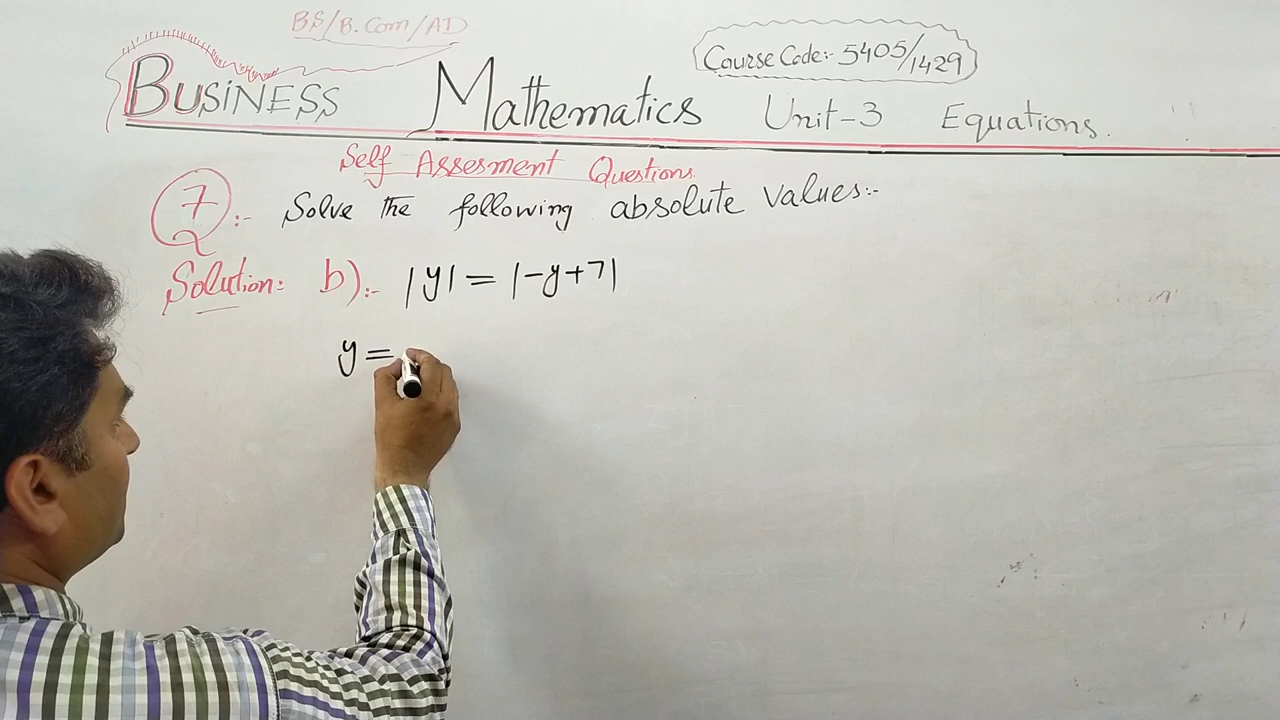 BS/B.Com/AD
Course Code:- 5405/1429
BUSINESS Mathematics Unit-3 Equations.
Self Assesment Questions
Q7:- Solve the following absolute values:-
Solution: b):- |y| = |-y+7|
y =